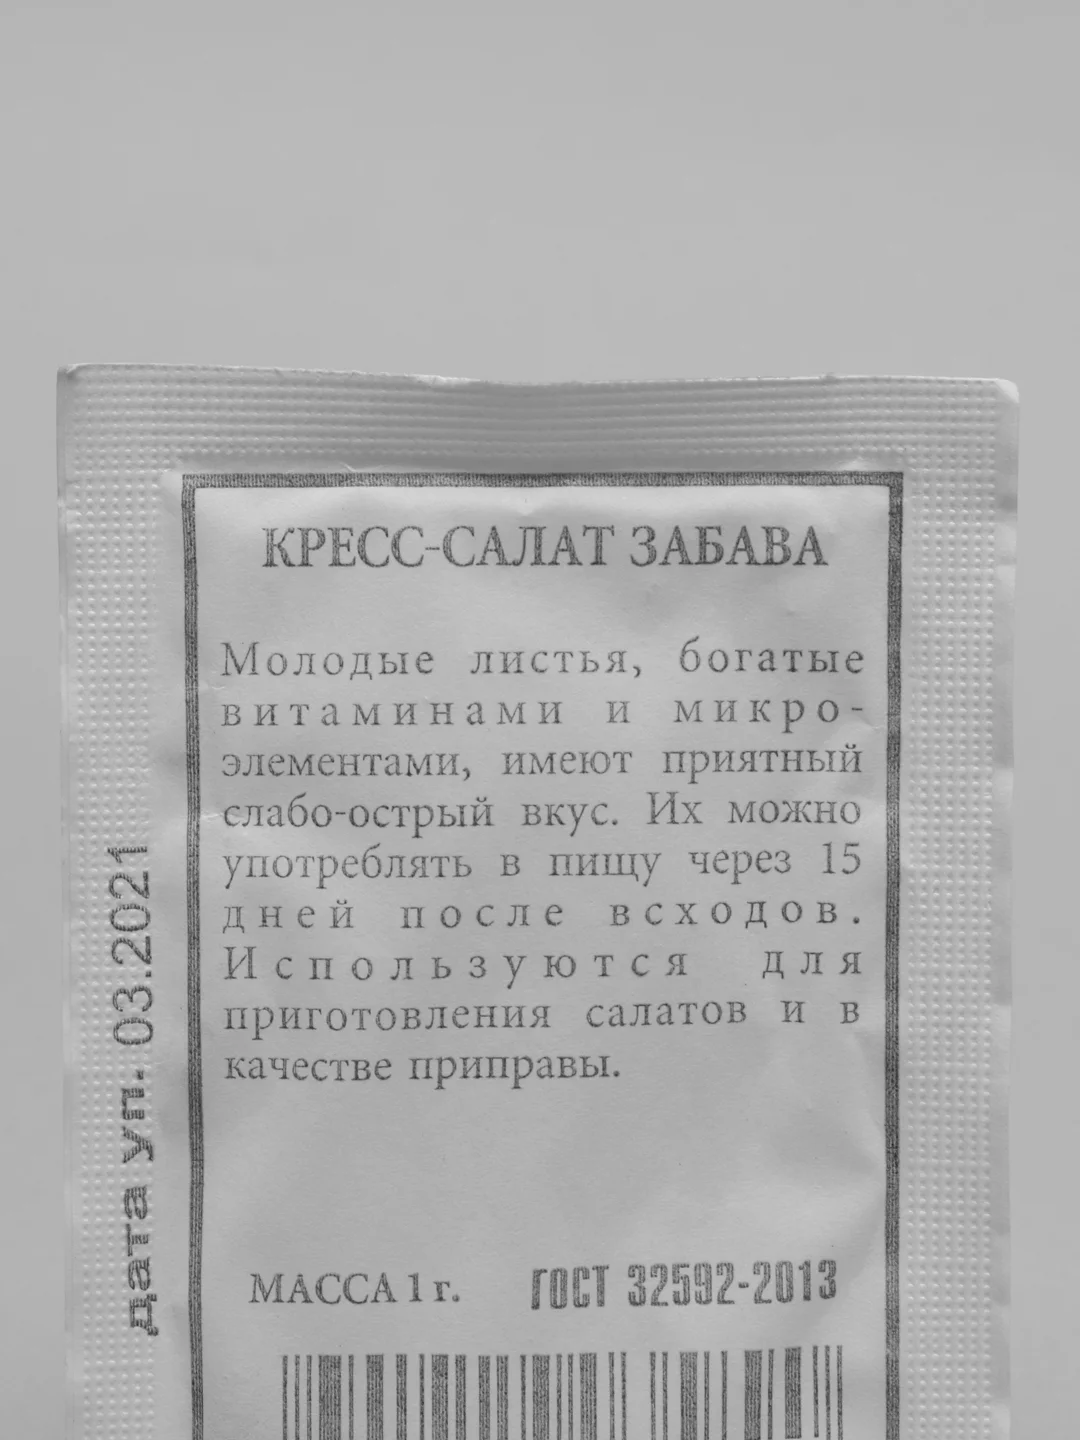 КРЕСС-САЛАТ ЗАБАВА
Молодые листья, богатые
витаминами и микро-
элементами, имеют приятный
слабо-острый вкус. Их можно
употреблять в пищу через 15
дней после всходов.
Используются для
приготовления салатов и в
качестве приправы.
МАССА 1 г. ГОСТ 32592-2013
дата уп. 03.2021